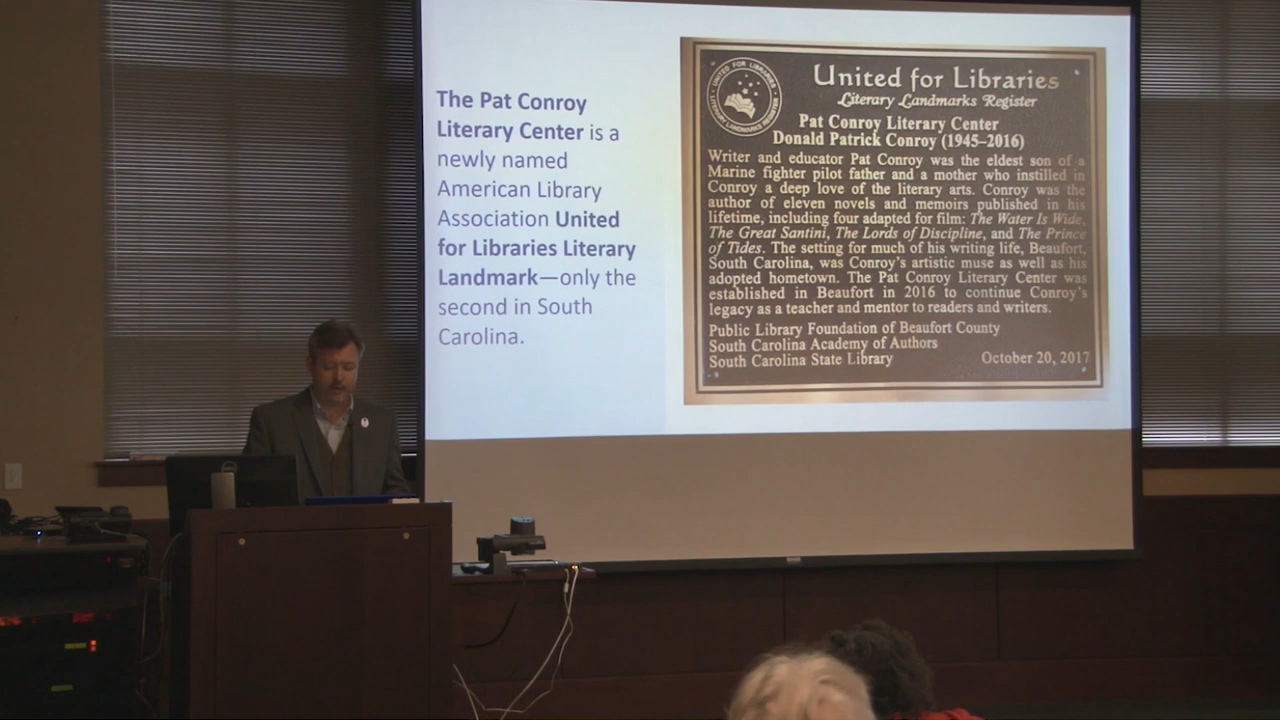 The Pat Conroy
Literary Center is a
newly named
American Library
Association United
for Libraries Literary
Landmark—only the
second in South
Carolina.
UNITED FOR LIBRARIES
LITERARY LANDMARKS REGISTER
United for Libraries
Literary Landmarks Register
Pat Conroy Literary Center
Donald Patrick Conroy (1945–2016)
Writer and educator Pat Conroy was the eldest son of a
Marine fighter pilot father and a mother who instilled in
Conroy a deep love of the literary arts. Conroy was the
author of eleven novels and memoirs published in his
lifetime, including four adapted for film: The Water Is Wide,
The Great Santini, The Lords of Discipline, and The Prince
of Tides. The setting for much of his writing life, Beaufort,
South Carolina, was Conroy's artistic muse as well as his
adopted hometown. The Pat Conroy Literary Center was
established in Beaufort in 2016 to continue Conroy's
legacy as a teacher and mentor to readers and writers.
Public Library Foundation of Beaufort County
South Carolina Academy of Authors
South Carolina State Library
October 20, 2017